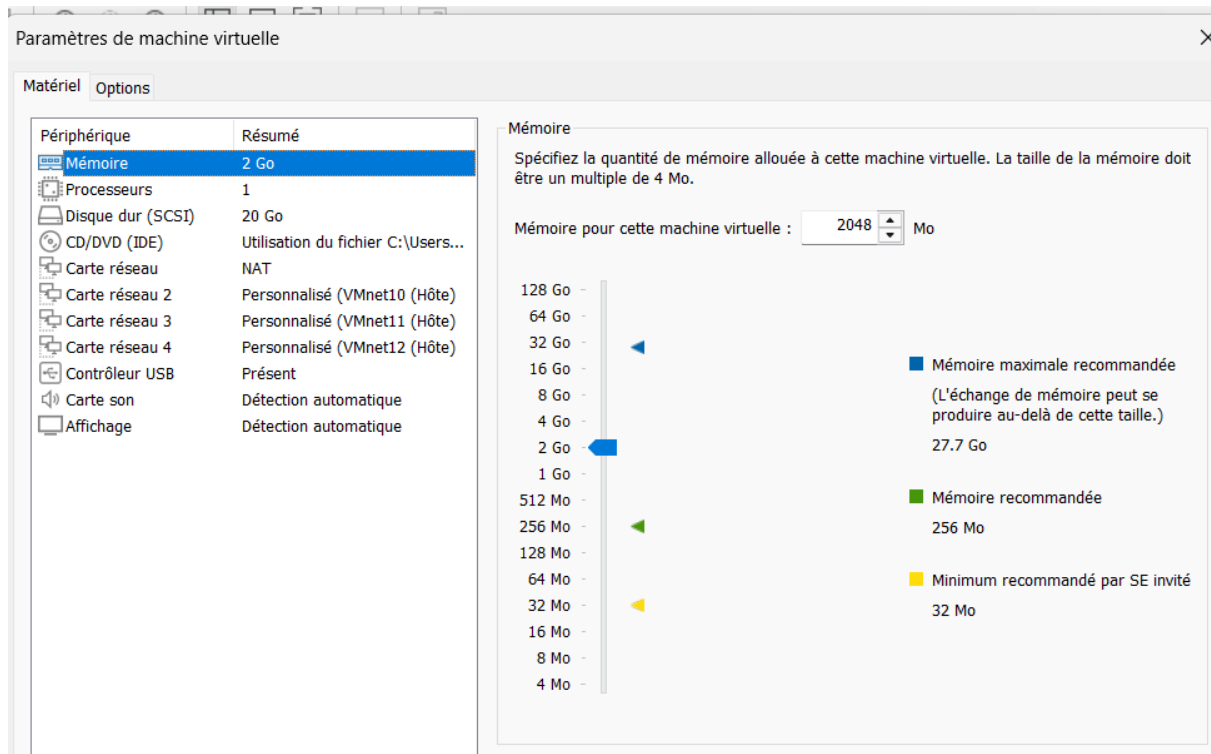 Paramètres de machine virtuelle
Matériel Options
Périphérique Résumé
Mémoire 2 Go
Processeurs 1
Disque dur (SCSI) 20 Go
CD/DVD (IDE) Utilisation du fichier C:\Users...
Carte réseau NAT
Carte réseau 2 Personnalisé (VMnet10 (Hôte)
Carte réseau 3 Personnalisé (VMnet11 (Hôte)
Carte réseau 4 Personnalisé (VMnet12 (Hôte)
Contrôleur USB Présent
Carte son Détection automatique
Affichage Détection automatique
Mémoire
Spécifiez la quantité de mémoire allouée à cette machine virtuelle. La taille de la mémoire doit
être un multiple de 4 Mo.
Mémoire pour cette machine virtuelle : 2048 Mo
128 Go
64 Go
32 Go
16 Go
8 Go
4 Go
2 Go
1 Go
512 Mo
256 Mo
128 Mo
64 Mo
32 Mo
16 Mo
8 Mo
4 Mo
Mémoire maximale recommandée
(L'échange de mémoire peut se
produire au-delà de cette taille.)
27.7 Go
Mémoire recommandée
256 Mo
Minimum recommandé par SE invité
32 Mo